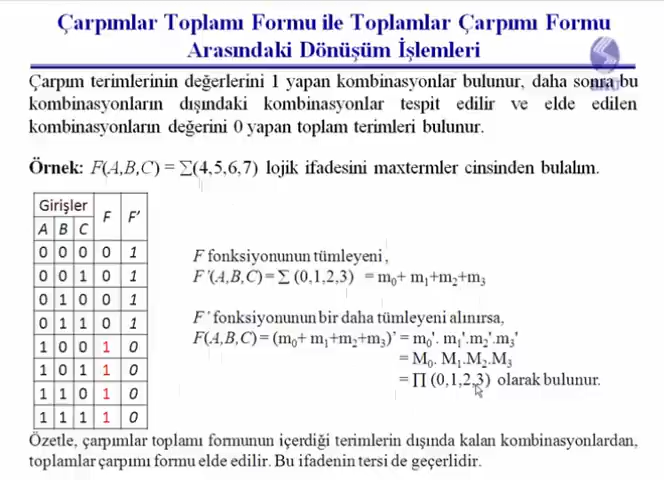 Çarpımlar Toplamı Formu ile Toplamlar Çarpımı Formu
Arasındaki Dönüşüm İşlemleri
Çarpım terimlerinin değerlerini 1 yapan kombinasyonlar bulunur, daha sonra bu
kombinasyonların dışındaki kombinasyonlar tespit edilir ve elde edilen
kombinasyonların değerini 0 yapan toplam terimleri bulunur.
Örnek: F(A,B,C) = ∑(4,5,6,7) lojik ifadesini maxtermler cinsinden bulalım.
Girişler F F'
A B C
0 0 0 0 1
0 0 1 0 1
0 1 0 0 1
0 1 1 0 1
1 0 0 1 0
1 0 1 1 0
1 1 0 1 0
1 1 1 1 0
F fonksiyonunun tümleyeni ,
F'(A,B,C)=∑ (0,1,2,3) = m₀+ m₁+m₂+m₃
F' fonksiyonunun bir daha tümleyeni alınırsa,
F(A,B,C)= (m₀+ m₁+m₂+m₃)' = m₀'. m₁'.m₂'.m₃'
= M₀. M₁.M₂.M₃
= ∏ (0,1,2,3) olarak bulunur.
Özetle, çarpımlar toplamı formunun içerdiği terimlerin dışında kalan kombinasyonlardan,
toplamlar çarpımı formu elde edilir. Bu ifadenin tersi de geçerlidir.